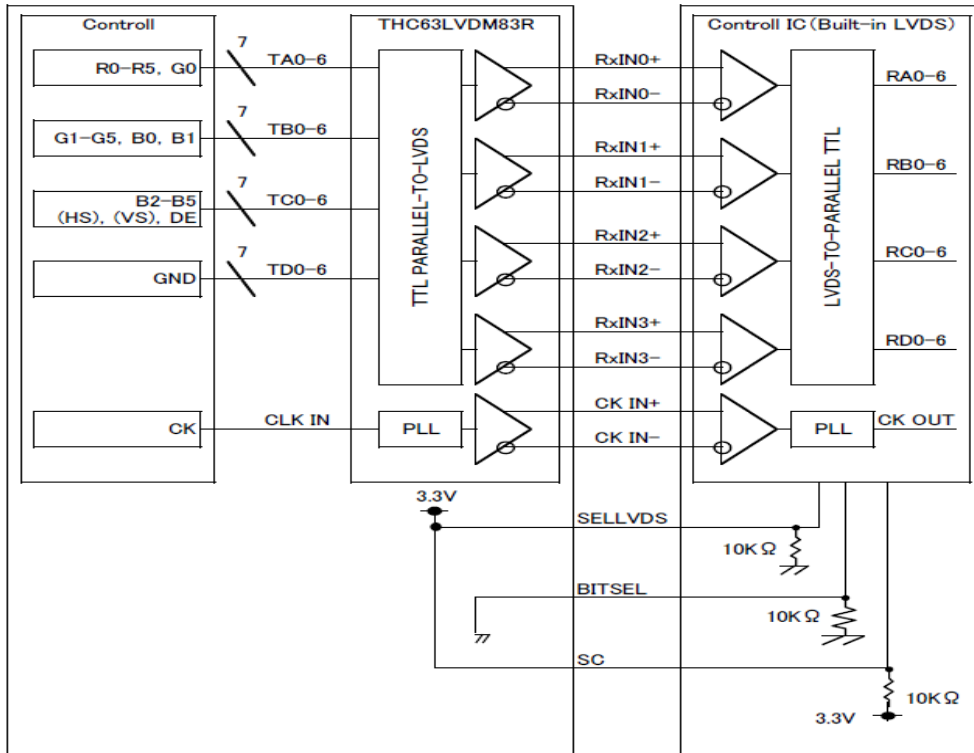 Controll
THC63LVDM83R
Controll IC(Built-in LVDS)
R0-R5, G0
7
TA0-6
RxIN0+
RxIN0-
RA0-6
G1-G5, B0, B1
7
TB0-6
RxIN1+
RxIN1-
RB0-6
B2-B5
(HS), (VS), DE
7
TC0-6
RxIN2+
RxIN2-
RC0-6
GND
7
TD0-6
RxIN3+
RxIN3-
RD0-6
TTL PARALLEL-TO-LVDS
LVDS-TO-PARALLEL TTL
CK
CLK IN
PLL
CK IN+
CK IN-
PLL
CK OUT
3.3V
SELLVDS
10KΩ
BITSEL
10KΩ
SC
10KΩ
3.3V